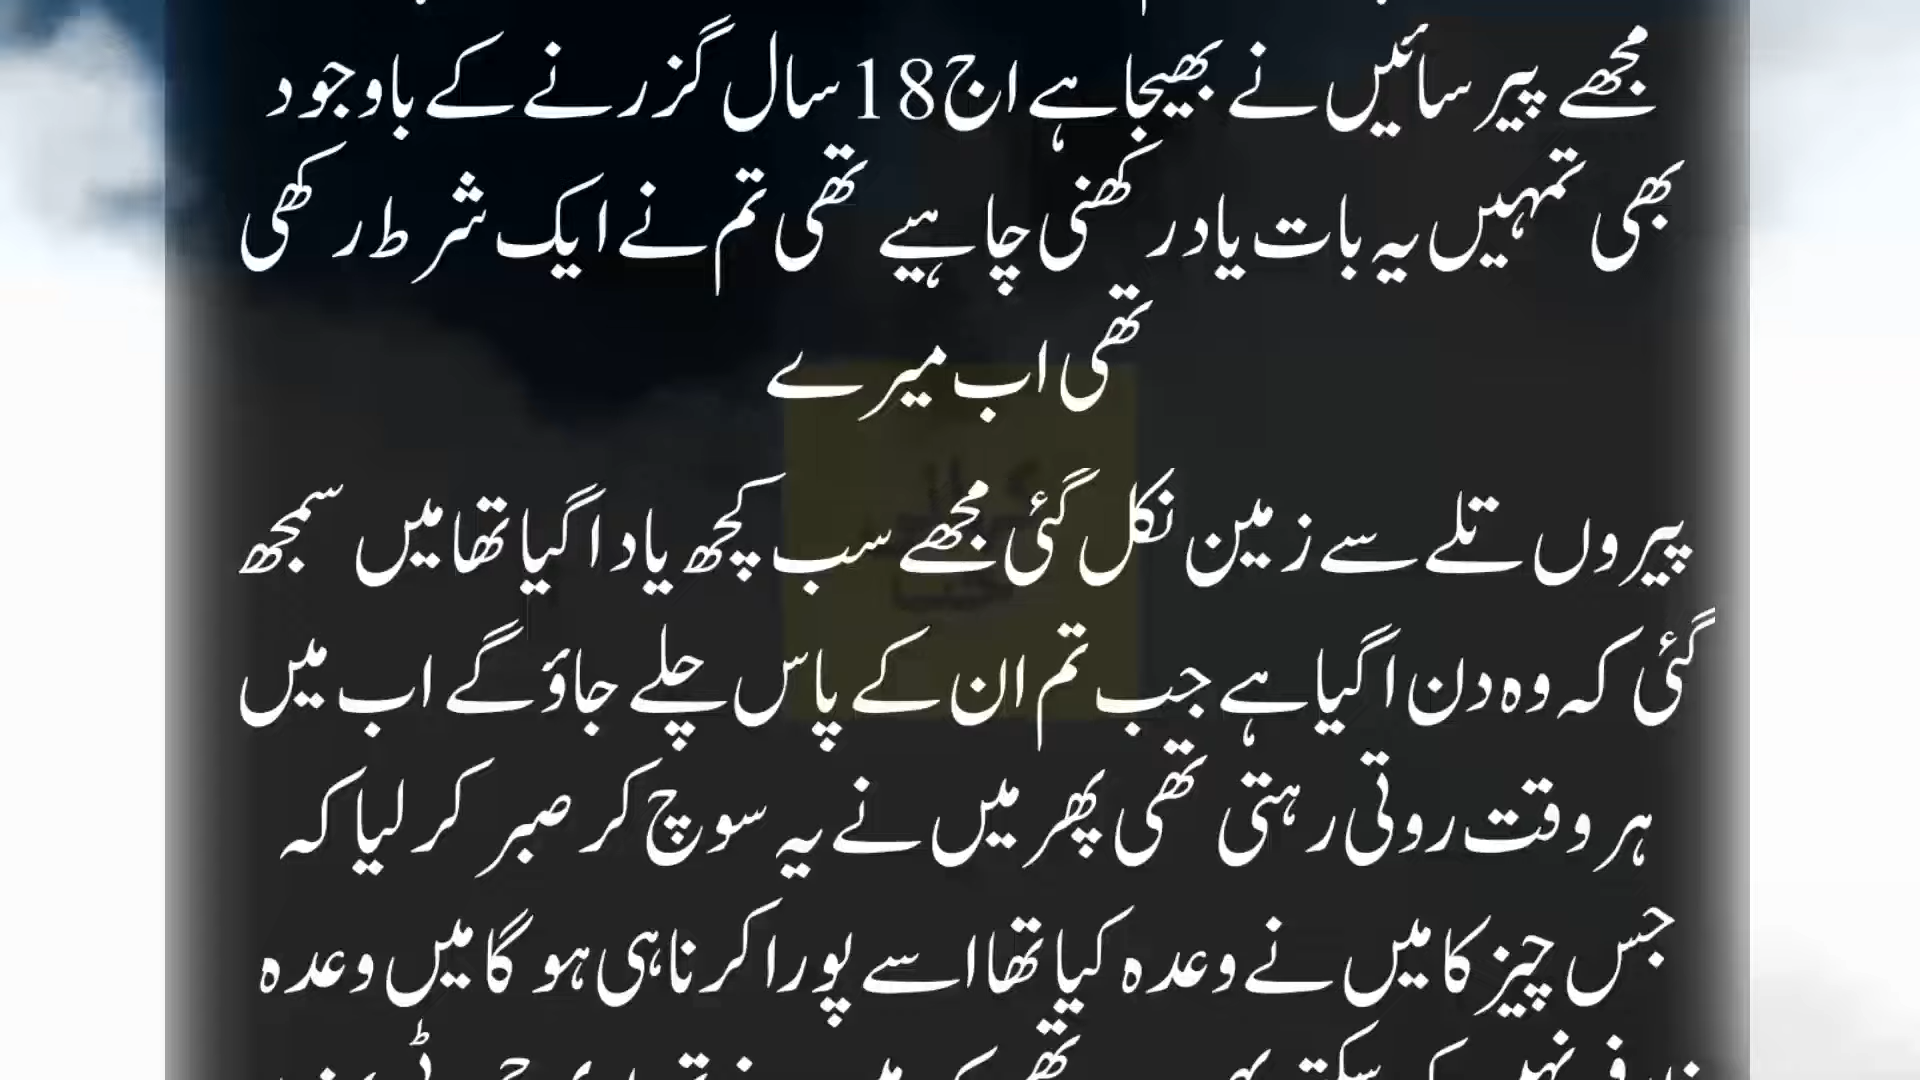 مجھے پیر سائیں نے بھیجا ہے اج 18 سال گزرنے کے باوجود
بھی تمہیں یہ بات یاد رکھنی چاہیے تھی تم نے ایک شرط رکھی
تھی اب میرے
پیروں تلے سے زمین نکل گئی مجھے سب کچھ یاد اگیا تھا میں سمجھ
گئی کہ وہ دن اگیا ہے جب تم ان کے پاس چلے جاؤ گے اب میں
ہر وقت روتی رہتی تھی پھر میں نے یہ سوچ کر صبر کر لیا کہ
جس چیز کا میں نے وعدہ کیا تھا اسے پورا کرنا ہی ہو گا میں وعدہ